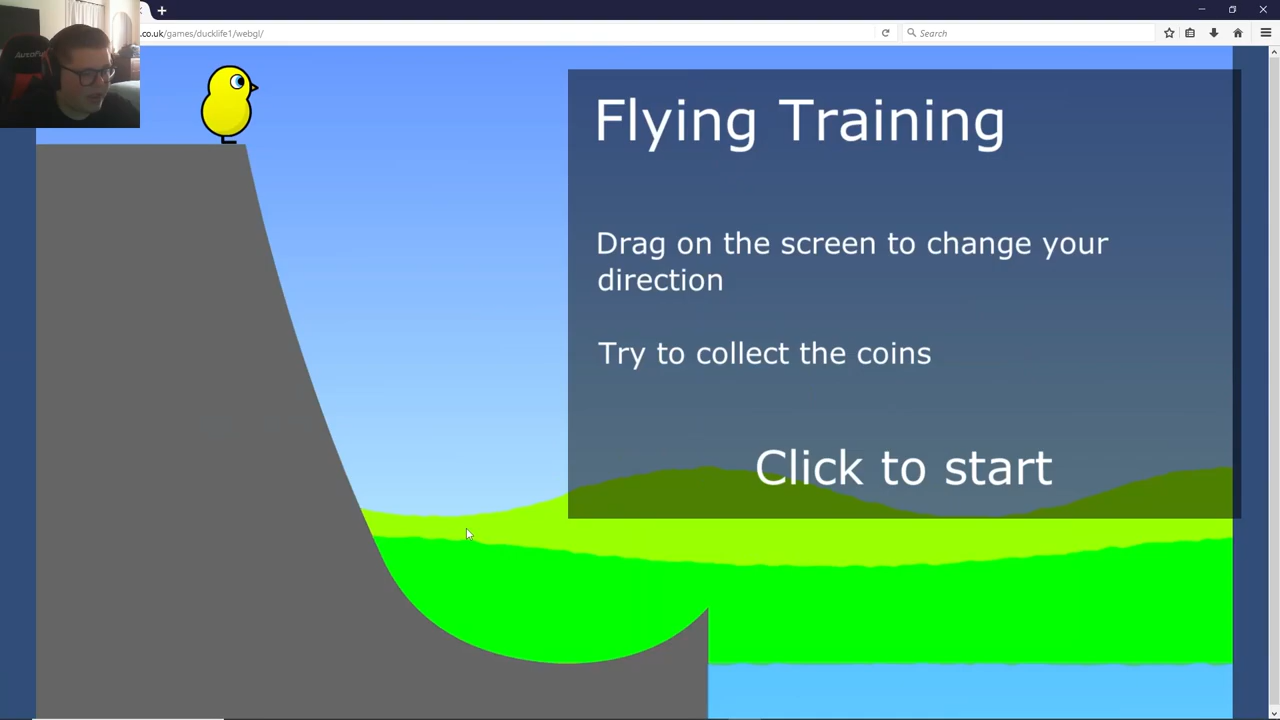 .co.uk/games/ducklife1/webgl/
Search
Flying Training
Drag on the screen to change your
direction
Try to collect the coins
Click to start